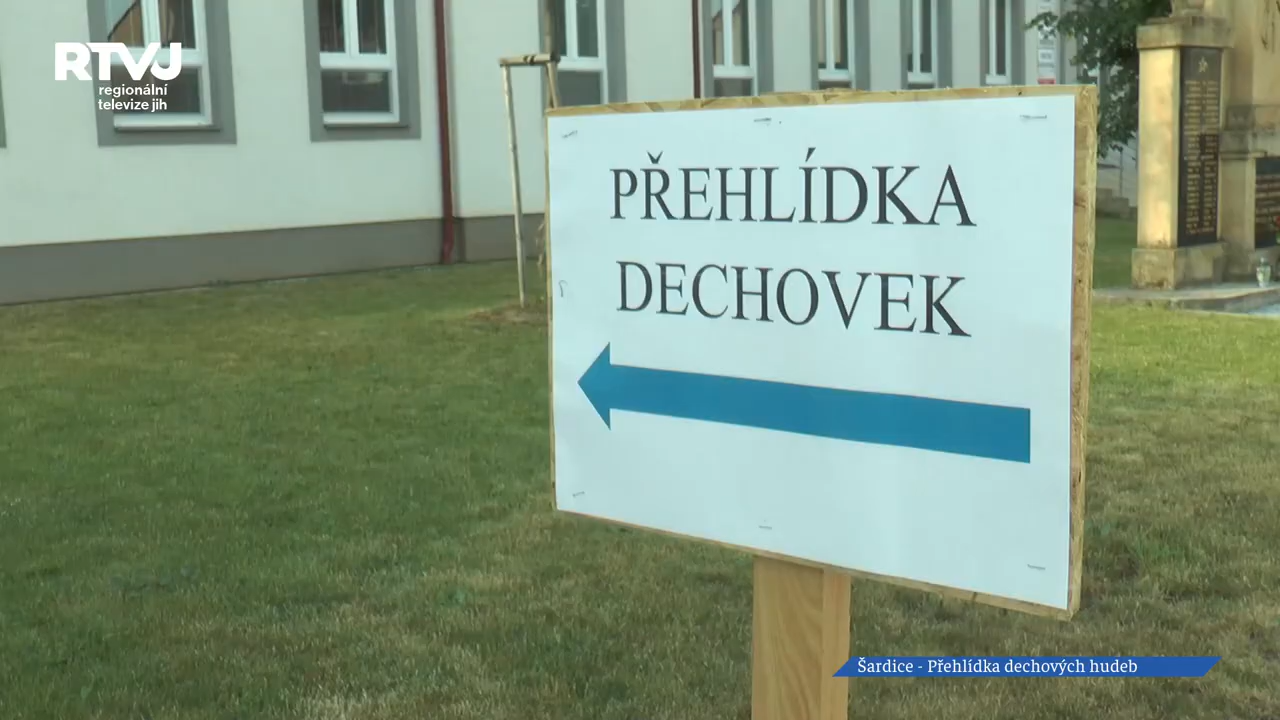 RTVJ
regionální
televize jih
PŘEHLÍDKA
DECHOVEK
Šardice - Přehlídka dechových hudeb